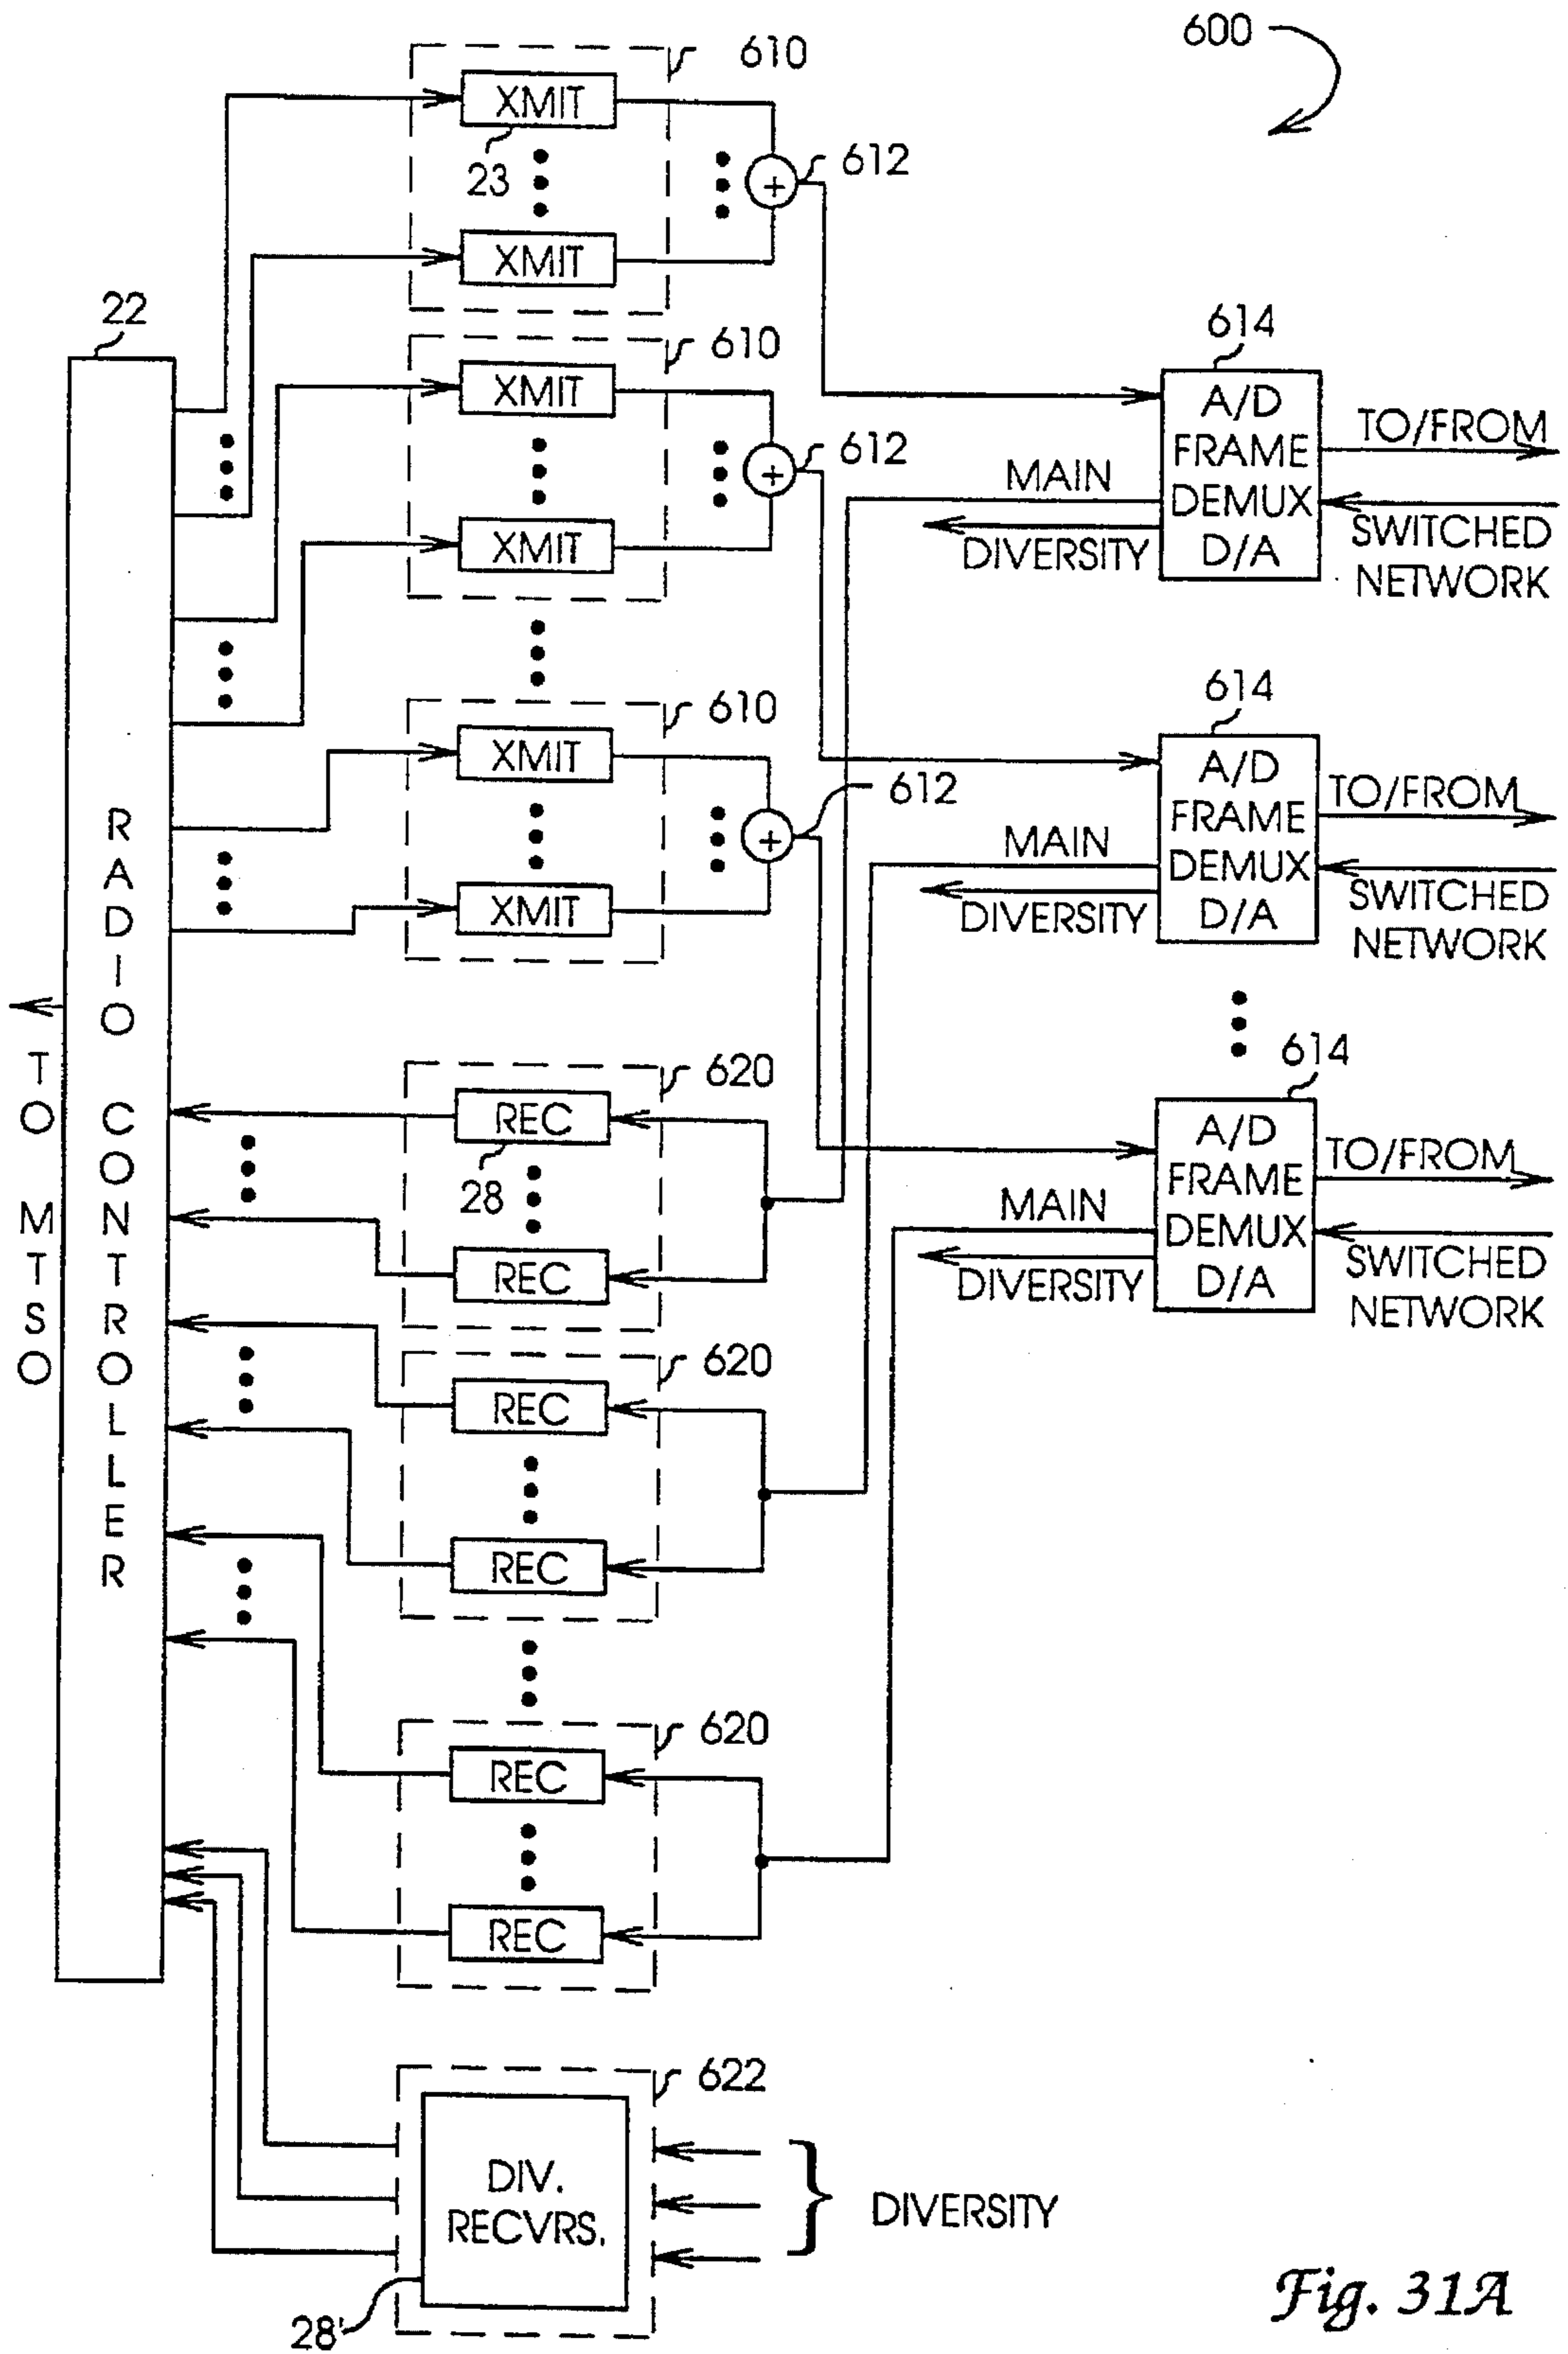 600
610
XMIT
23
612
XMIT
22
610
XMIT
612
XMIT
614
A/D
FRAME
DEMUX
D/A
TO/FROM
SWITCHED
NETWORK
MAIN
DIVERSITY
610
XMIT
612
XMIT
614
A/D
FRAME
DEMUX
D/A
TO/FROM
SWITCHED
NETWORK
MAIN
DIVERSITY
RADIO CONTROLLER
TO MTSO
620
REC
28
REC
614
A/D
FRAME
DEMUX
D/A
TO/FROM
SWITCHED
NETWORK
MAIN
DIVERSITY
620
REC
REC
620
REC
REC
622
DIV.
RECVRS.
28'
DIVERSITY
Fig. 31A